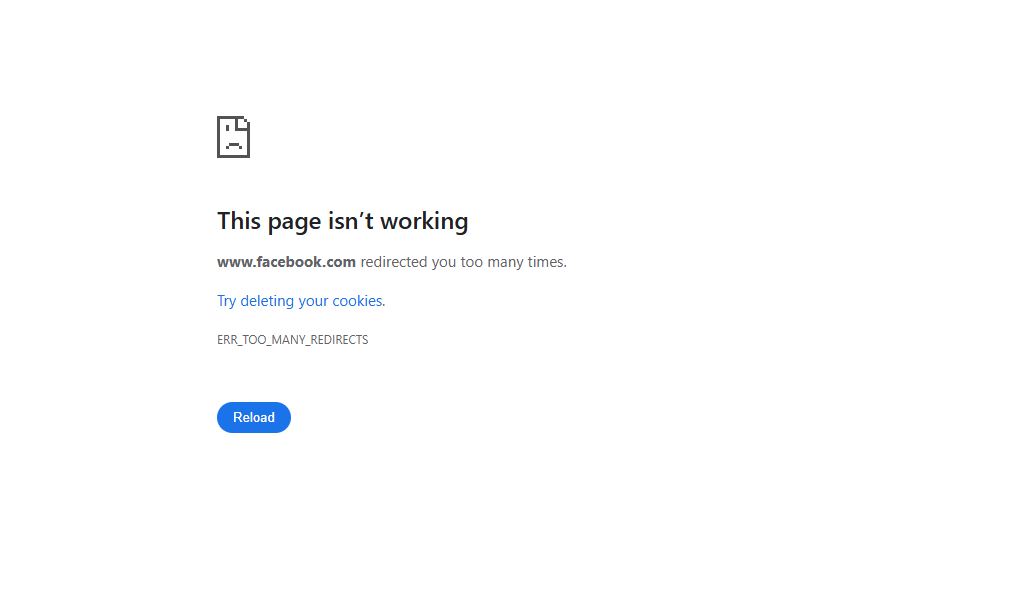 This page isn’t working
www.facebook.com redirected you too many times.
Try deleting your cookies.
ERR_TOO_MANY_REDIRECTS
Reload